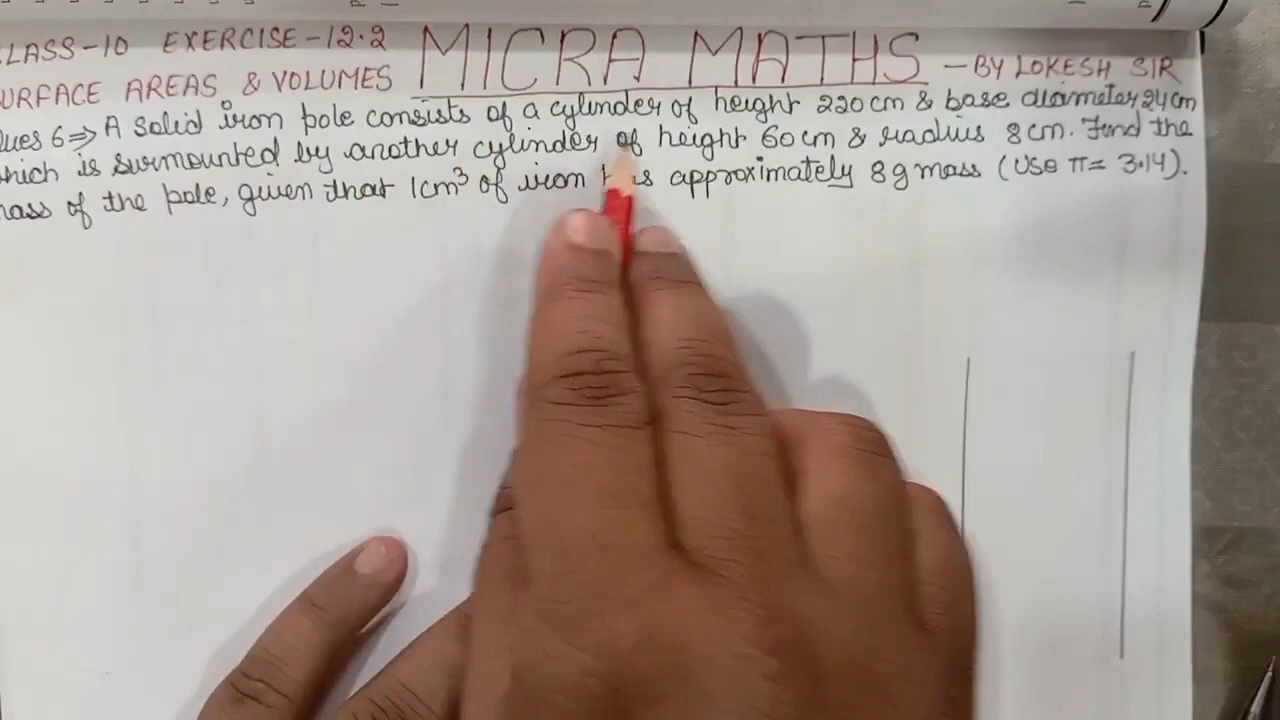 LASS-10 EXERCISE-12.2 MICRA MATHS -BY LOKESH SIR
URFACE AREAS & VOLUMES
ues 6⇒ A solid iron pole consists of a cylinder of height 220 cm & base diameter 24 cm
hich is surmounted by another cylinder of height 60 cm & radius 8 cm. Find the
ass of the pole, given that 1cm³ of iron is approximately 8g mass (Use π= 3.14).